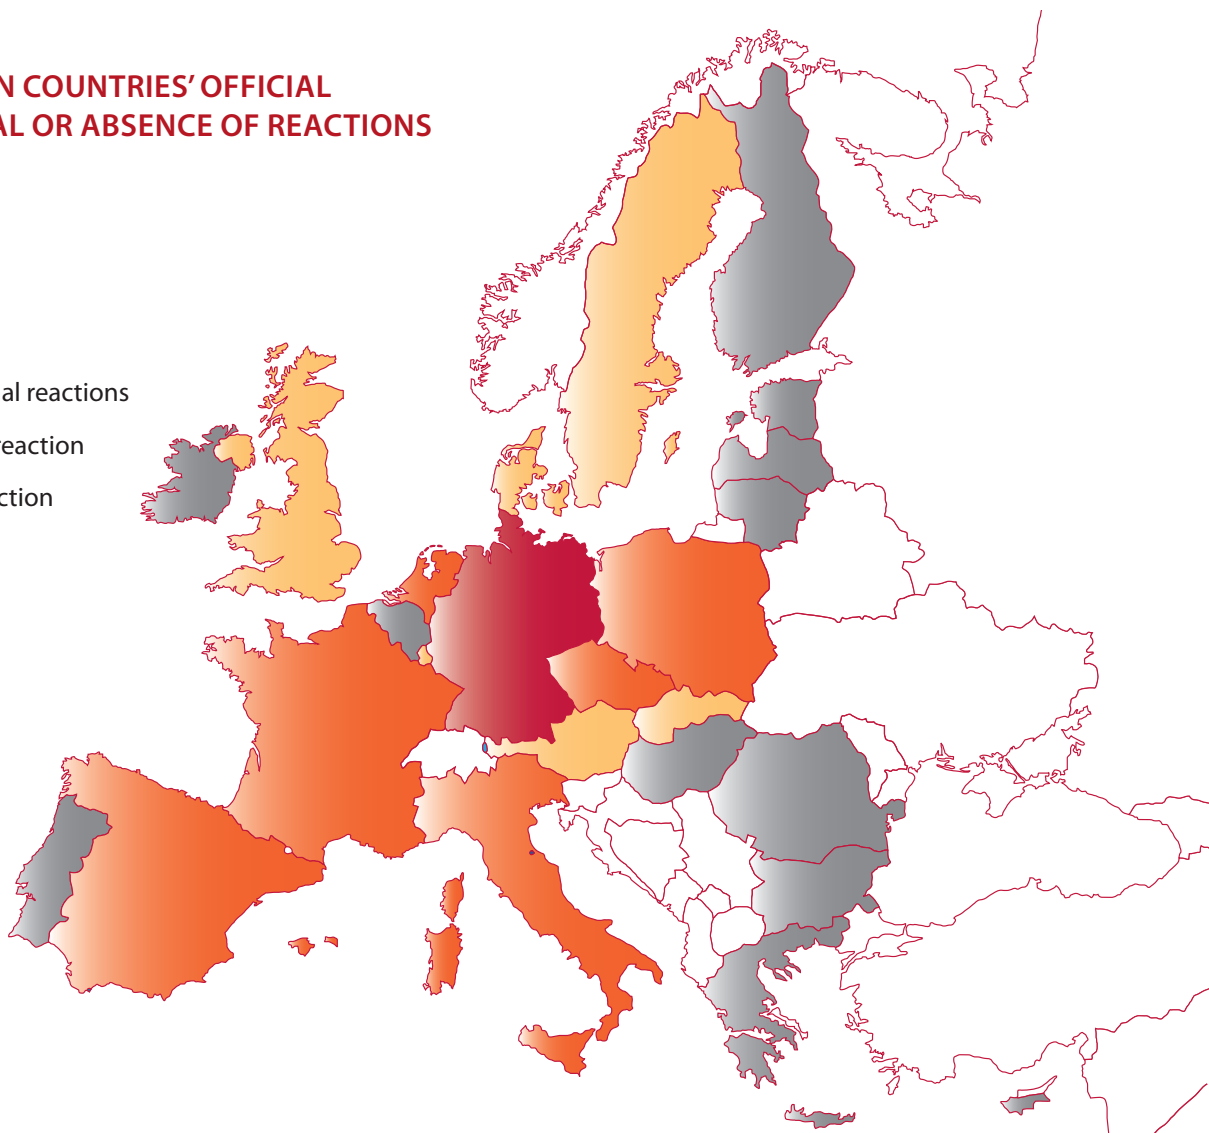 N COUNTRIES' OFFICIAL
AL OR ABSENCE OF REACTIONS
al reactions
reaction
ction